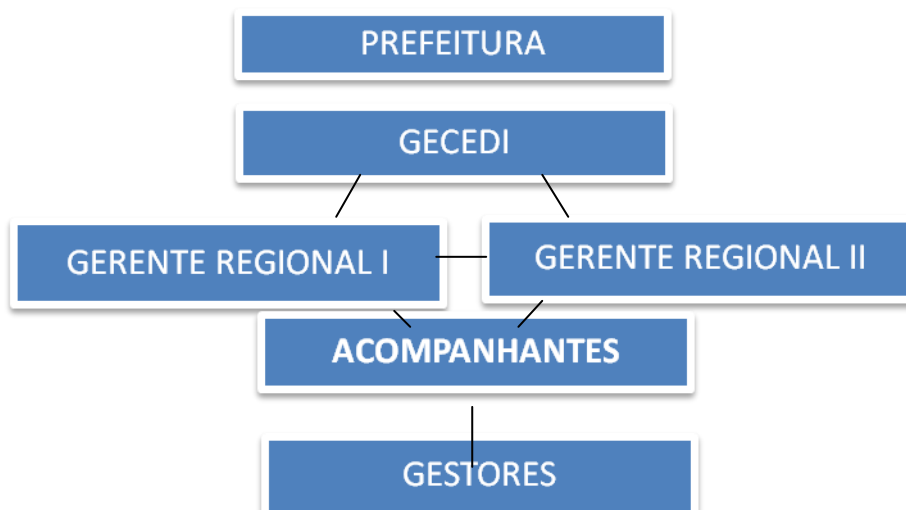 PREFEITURA
GECEDI
GERENTE REGIONAL I
GERENTE REGIONAL II
ACOMPANHANTES
GESTORES